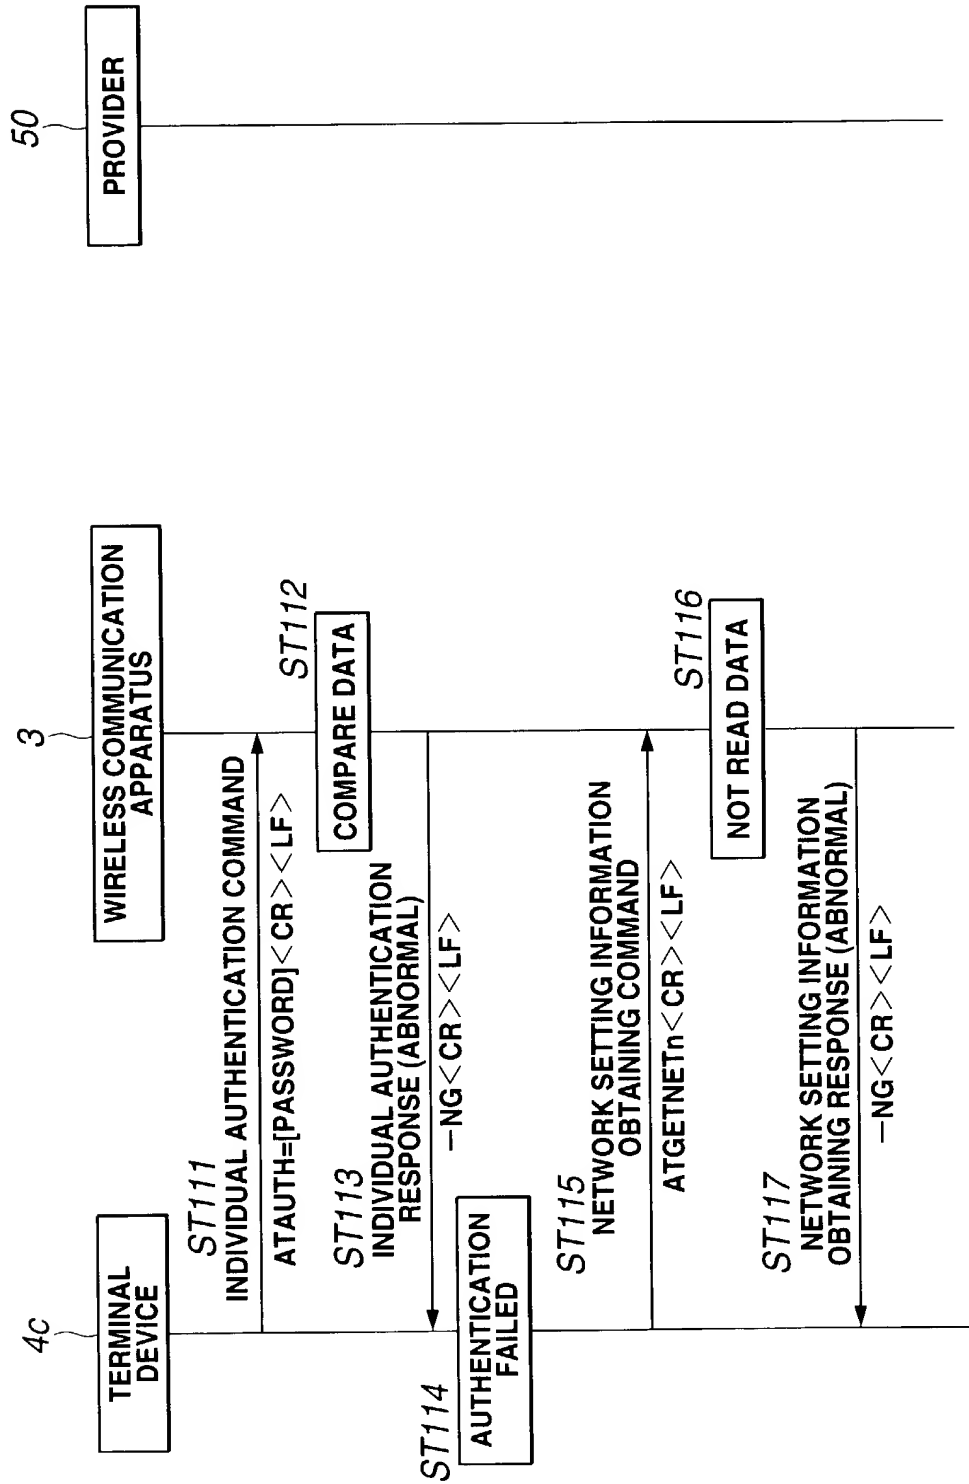 4c
TERMINAL
DEVICE
3
WIRELESS COMMUNICATION
APPARATUS
50
PROVIDER
ST111
INDIVIDUAL AUTHENTICATION COMMAND
ATAUTH=[PASSWORD]<CR><LF>
ST112
COMPARE DATA
ST113
INDIVIDUAL AUTHENTICATION
RESPONSE (ABNORMAL)
—NG<CR><LF>
ST114
AUTHENTICATION
FAILED
ST115
NETWORK SETTING INFORMATION
OBTAINING COMMAND
ATGETNETn<CR><LF>
ST116
NOT READ DATA
ST117
NETWORK SETTING INFORMATION
OBTAINING RESPONSE (ABNORMAL)
—NG<CR><LF>